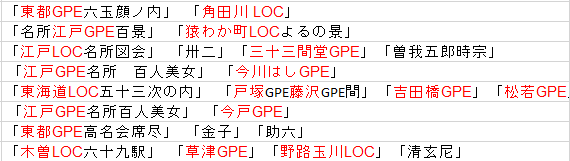 「東都GPE六玉顔ノ内」 「角田川 LOC」
「名所江戸GPE百景」 「猿わか町LOCよるの景」
「江戸LOC名所図会」 「卅二」 「三十三間堂GPE」 「曽我五郎時宗」
「江戸GPE名所　百人美女」 「今川はしGPE」
「東海道LOC五十三次の内」 「戸塚GPE藤沢GPE間」 「吉田橋GPE」 「松若GPE
「江戸GPE名所百人美女」 「今戸GPE」
「東都GPE高名会席尽」 「金子」 「助六」
「木曽LOC六十九駅」 「草津GPE」 「野路玉川LOC」 「清玄尼」